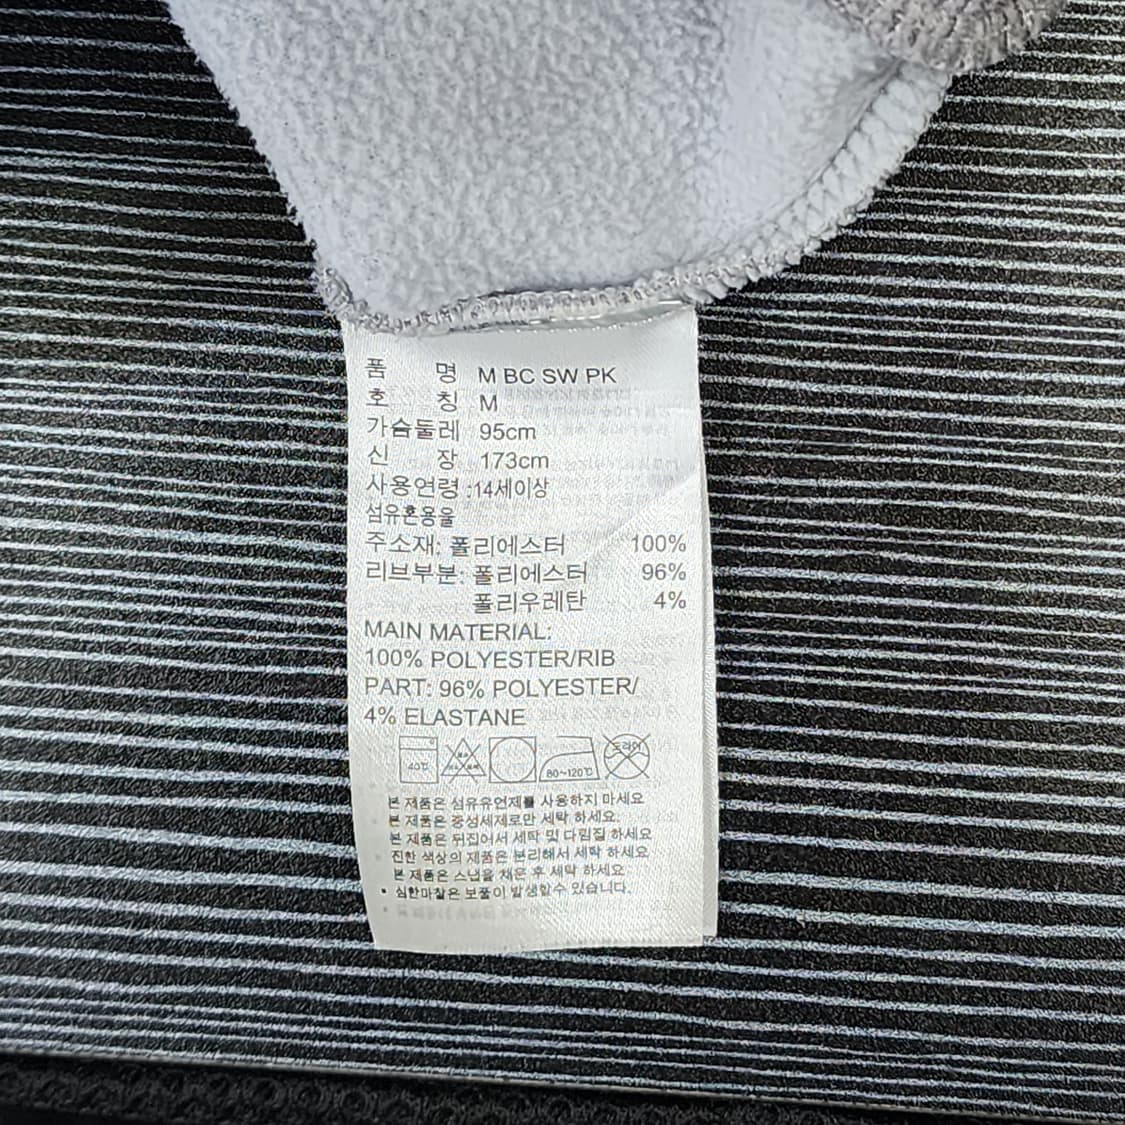 품 명 M BC SW PK
호 칭 M
가슴둘레 95cm
신 장 173cm
사용연령 :14세이상
섬유혼용율
주소재: 폴리에스터 100%
리브부분: 폴리에스터 96%
폴리우레탄 4%
MAIN MATERIAL:
100% POLYESTER/RIB
PART: 96% POLYESTER/
4% ELASTANE
40℃ 80~120℃ 드라이
본 제품은 섬유유연제를 사용하지 마세요
본 제품은 중성세제로만 세탁 하세요.
본 제품은 뒤집어서 세탁 및 다림질 하세요
진한 색상의 제품은 분리해서 세탁 하세요
본 제품은 스냅을 채운 후 세탁 하세요
• 심한마찰은 보풀이 발생할수 있습니다.